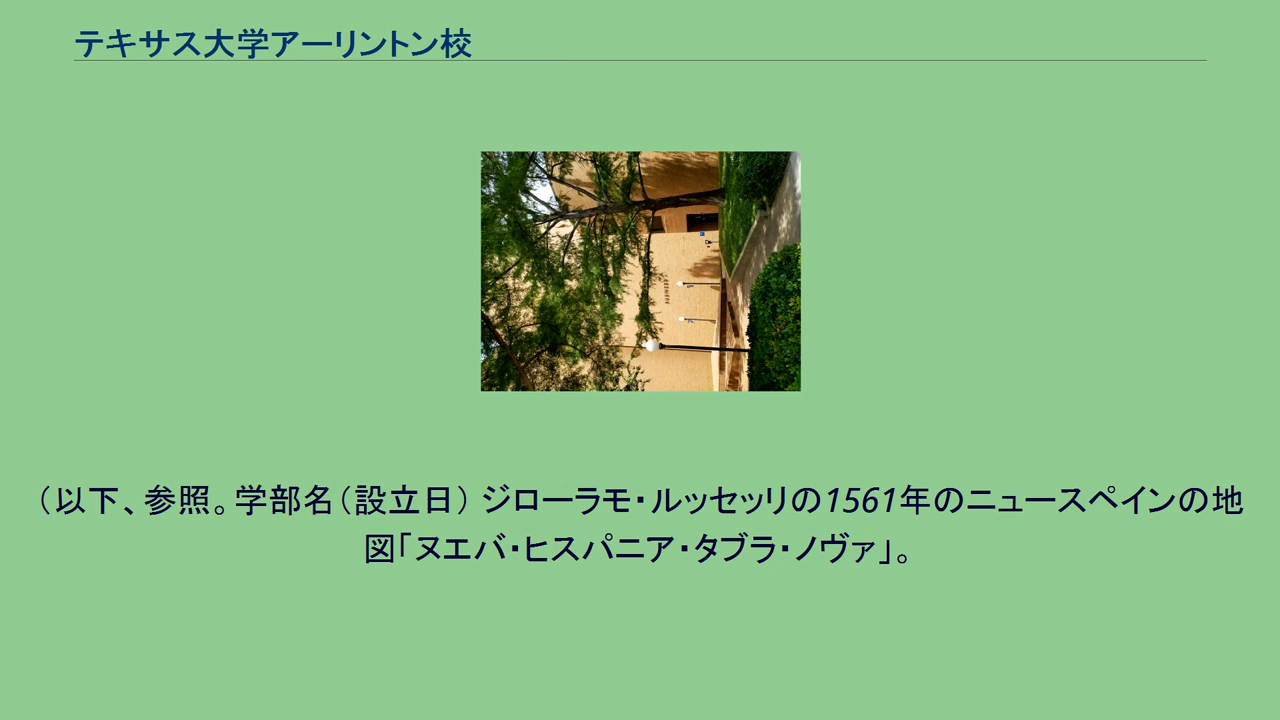 テキサス大学アーリントン校
（以下、参照。学部名（設立日） ジローラモ・ルッセッリの1561年のニュースペインの地
図「ヌエバ・ヒスパニア・タブラ・ノヴァ」。